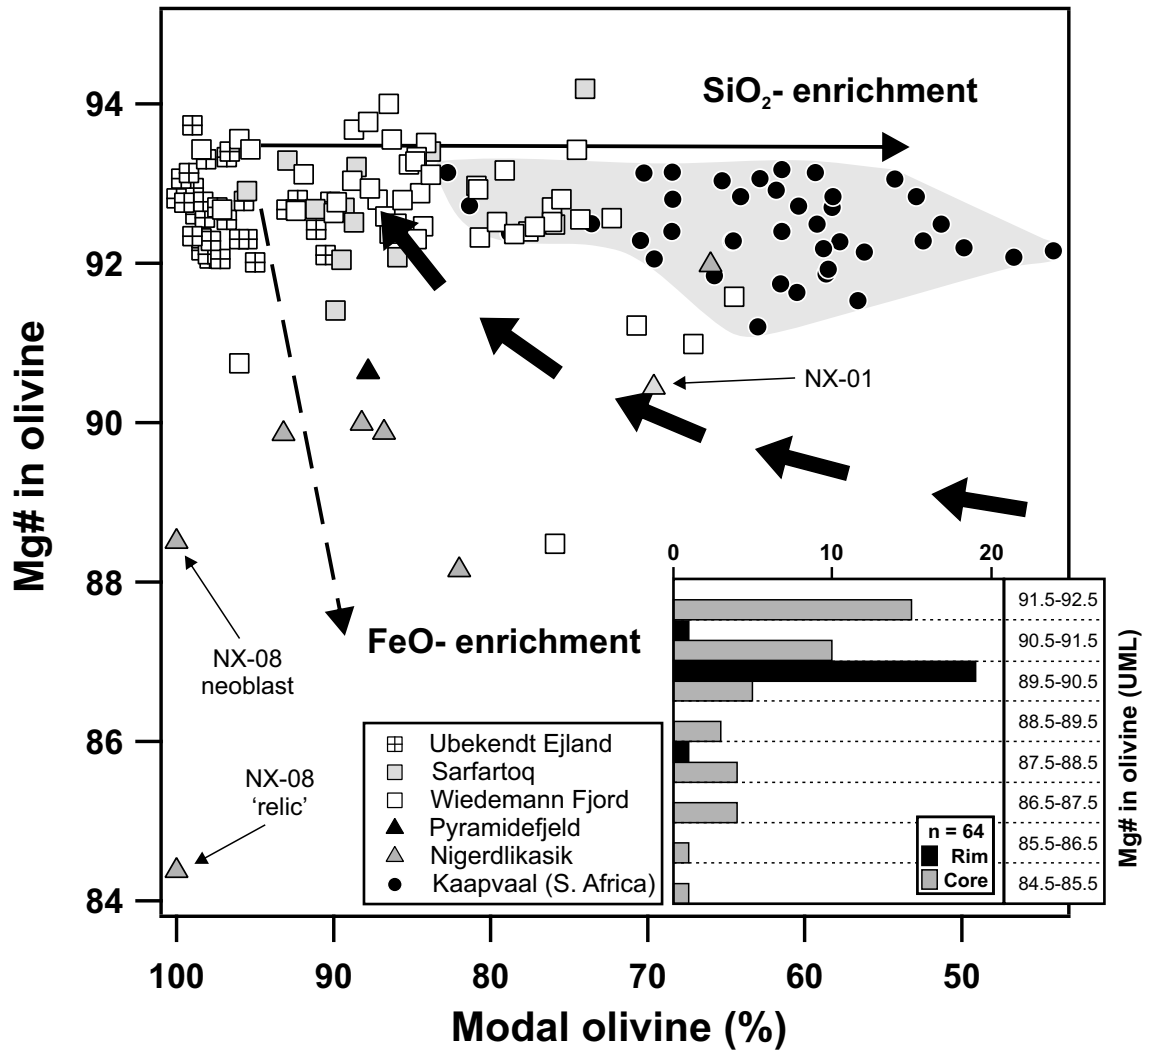 SiO2- enrichment
94
92
90
88
86
84
Mg# in olivine
NX-01
NX-08
neoblast
FeO- enrichment
NX-08
‘relic’
Ubekendt Ejland
Sarfartoq
Wiedemann Fjord
Pyramidefjeld
Nigerdlikasik
Kaapvaal (S. Africa)
0 10 20
91.5-92.5
90.5-91.5
89.5-90.5
88.5-89.5
87.5-88.5
86.5-87.5
85.5-86.5
84.5-85.5
n = 64
Rim
Core
Mg# in olivine (UML)
100 90 80 70 60 50
Modal olivine (%)